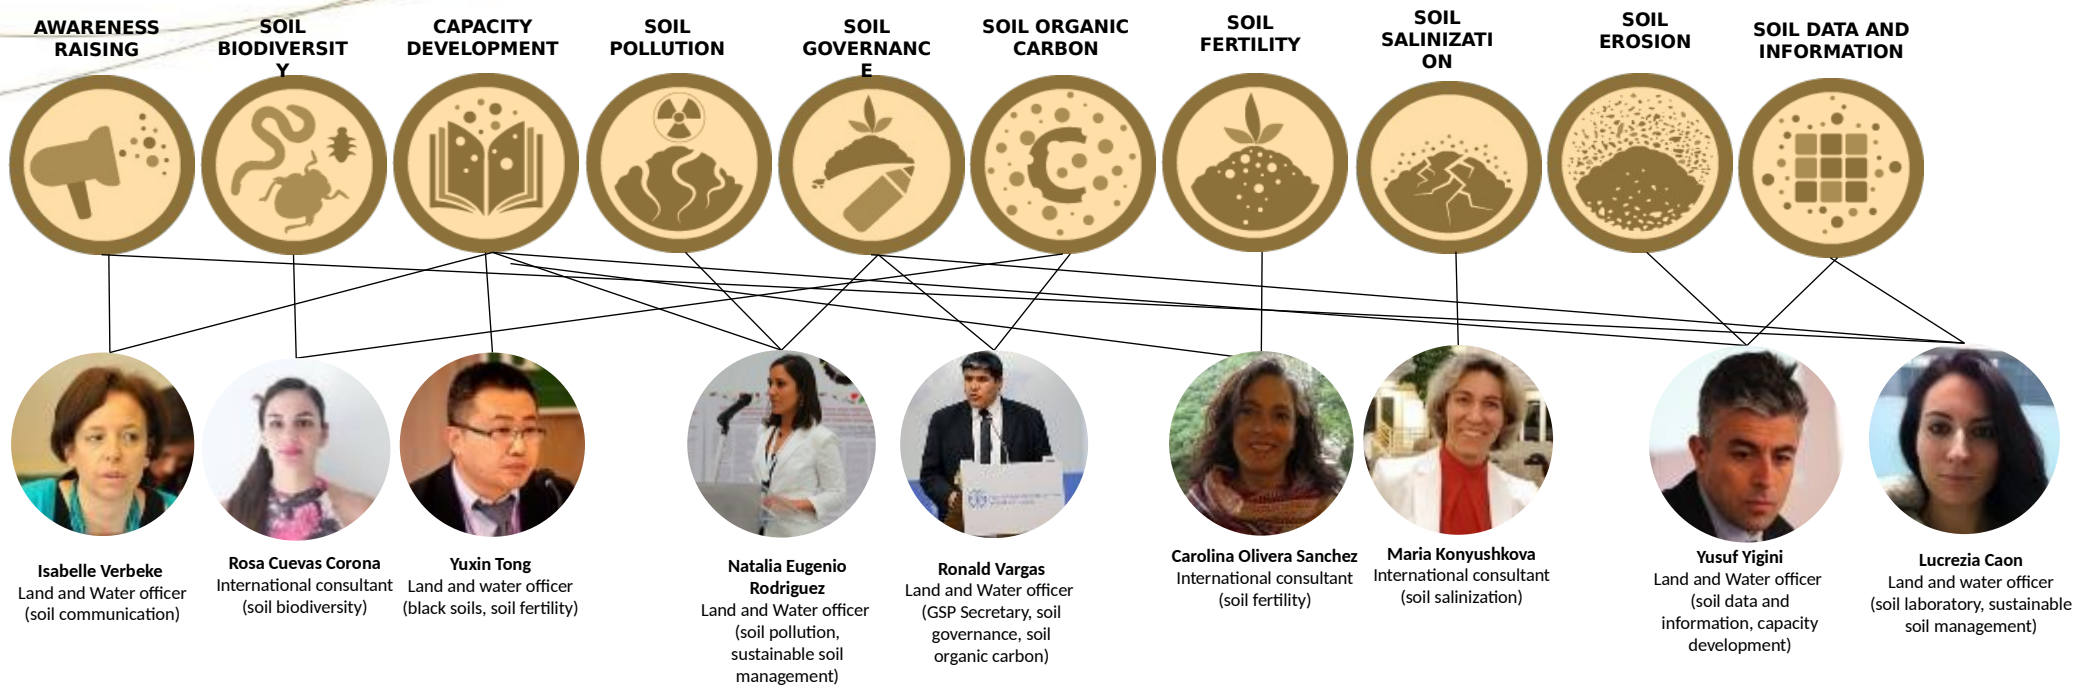 AWARENESS
RAISING
SOIL
BIODIVERSIT
Y
CAPACITY
DEVELOPMENT
SOIL
POLLUTION
SOIL
GOVERNANC
E
SOIL ORGANIC
CARBON
SOIL
FERTILITY
SOIL
SALINIZATI
ON
SOIL
EROSION
SOIL DATA AND
INFORMATION
C
Isabelle Verbeke
Land and Water officer
(soil communication)
Rosa Cuevas Corona
International consultant
(soil biodiversity)
Yuxin Tong
Land and water officer
(black soils, soil fertility)
Natalia Eugenio
Rodriguez
Land and Water officer
(soil pollution,
sustainable soil
management)
Ronald Vargas
Land and Water officer
(GSP Secretary, soil
governance, soil
organic carbon)
Carolina Olivera Sanchez
International consultant
(soil fertility)
Maria Konyushkova
International consultant
(soil salinization)
Yusuf Yigini
Land and Water officer
(soil data and
information, capacity
development)
Lucrezia Caon
Land and water officer
(soil laboratory, sustainable
soil management)